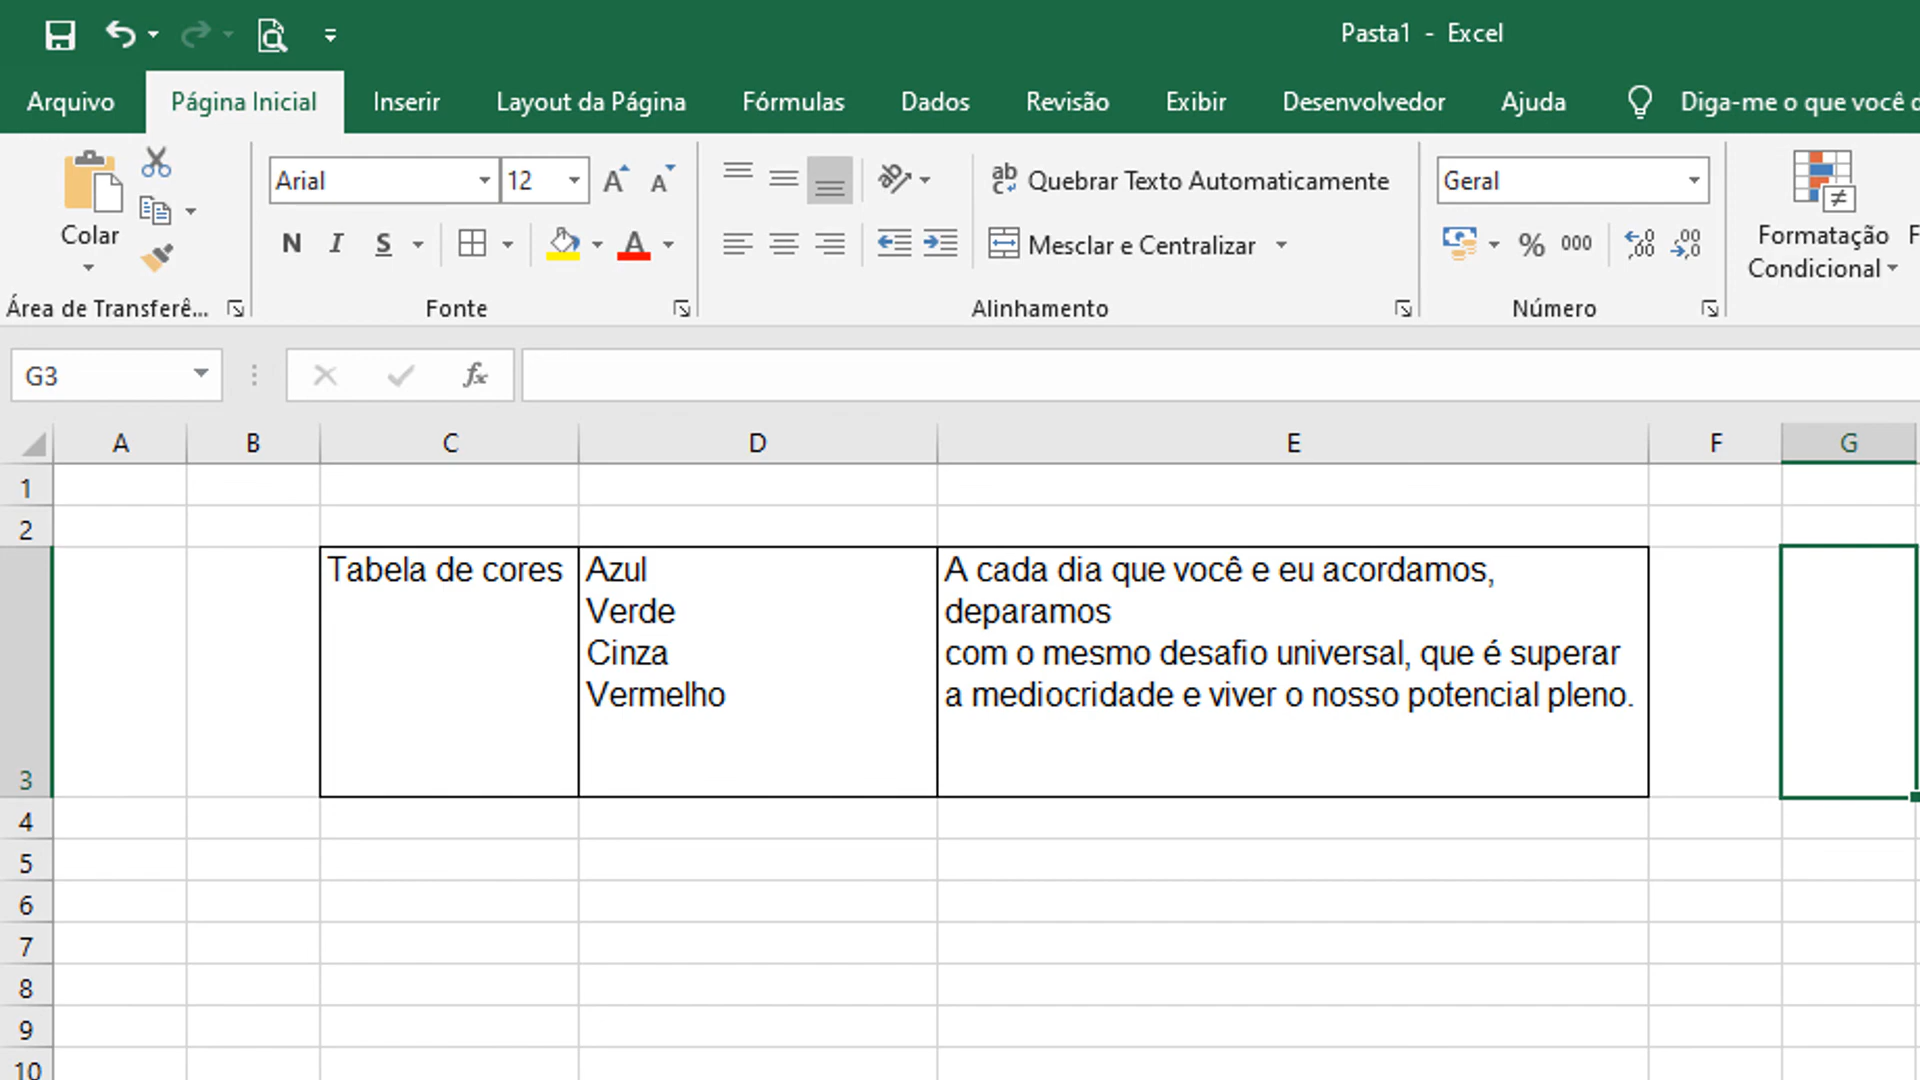 Pasta1 - Excel
Arquivo Página Inicial Inserir Layout da Página Fórmulas Dados Revisão Exibir Desenvolvedor Ajuda Diga-me o que você
Colar
Área de Transferê...
Arial 12
N I S
Fonte
Quebrar Texto Automaticamente
Mesclar e Centralizar
Alinhamento
Geral
% 000
Número
Formatação
Condicional
G3
fx
A B C D E F G
1
2
3
Tabela de cores
Azul
Verde
Cinza
Vermelho
A cada dia que você e eu acordamos,
deparamos
com o mesmo desafio universal, que é superar
a mediocridade e viver o nosso potencial pleno.
4
5
6
7
8
9
10